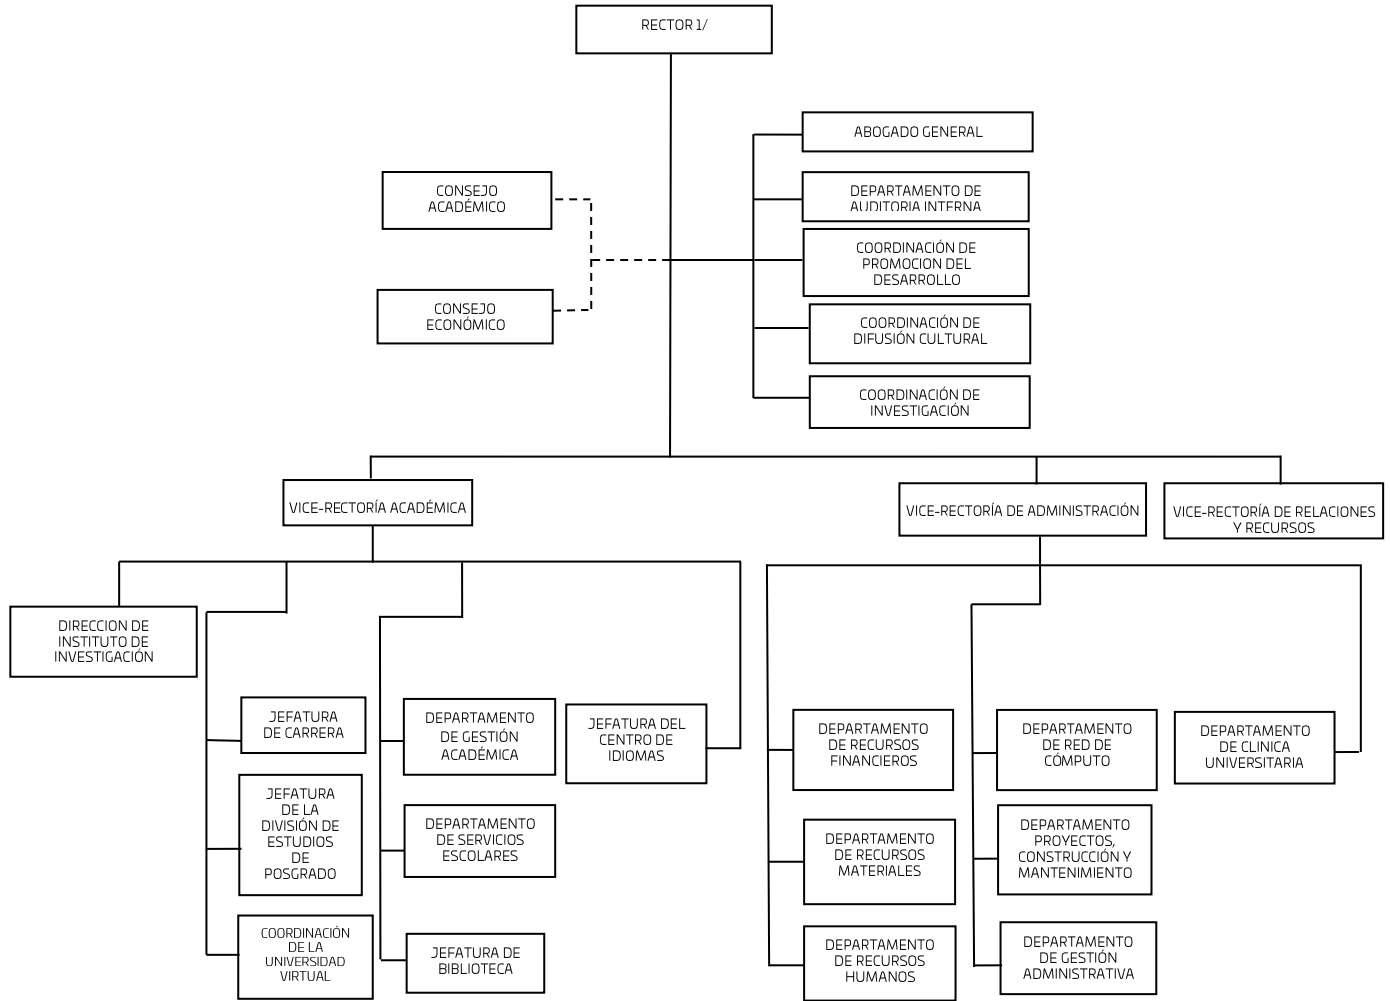 RECTOR 1/
ABOGADO GENERAL
CONSEJO
ACADÉMICO
DEPARTAMENTO DE
AUDITORIA INTERNA
COORDINACIÓN DE
PROMOCION DEL
DESARROLLO
CONSEJO
ECONÓMICO
COORDINACIÓN DE
DIFUSIÓN CULTURAL
COORDINACIÓN DE
INVESTIGACIÓN
VICE-RECTORÍA ACADÉMICA
VICE-RECTORÍA DE ADMINISTRACIÓN
VICE-RECTORÍA DE RELACIONES
Y RECURSOS
DIRECCION DE
INSTITUTO DE
INVESTIGACIÓN
JEFATURA
DE CARRERA
DEPARTAMENTO
DE GESTIÓN
ACADÉMICA
JEFATURA DEL
CENTRO DE
IDIOMAS
DEPARTAMENTO
DE RECURSOS
FINANCIEROS
DEPARTAMENTO
DE RED DE
CÓMPUTO
DEPARTAMENTO
DE CLINICA
UNIVERSITARIA
JEFATURA
DE LA
DIVISIÓN DE
ESTUDIOS
DE
POSGRADO
DEPARTAMENTO
DE SERVICIOS
ESCOLARES
DEPARTAMENTO
DE RECURSOS
MATERIALES
DEPARTAMENTO
PROYECTOS,
CONSTRUCCIÓN Y
MANTENIMIENTO
COORDINACIÓN
DE LA
UNIVERSIDAD
VIRTUAL
JEFATURA DE
BIBLIOTECA
DEPARTAMENTO
DE RECURSOS
HUMANOS
DEPARTAMENTO
DE GESTIÓN
ADMINISTRATIVA